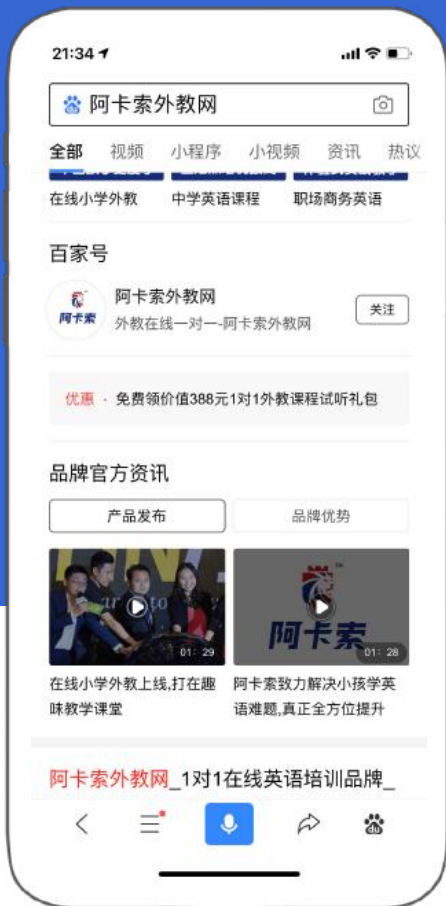 21:34
阿卡索外教网
全部 视频 小程序 小视频 资讯 热议
在线小学外教 中学英语课程 职场商务英语
百家号
阿卡索
阿卡索外教网
外教在线一对一-阿卡索外教网
关注
优惠 · 免费领价值388元1对1外教课程试听礼包
品牌官方资讯
产品发布 品牌优势
01:29
阿卡索
01:28
在线小学外教上线,打在趣
味教学课堂
阿卡索致力解决小孩学英
语难题,真正全方位提升
阿卡索外教网_1对1在线英语培训品牌_
du